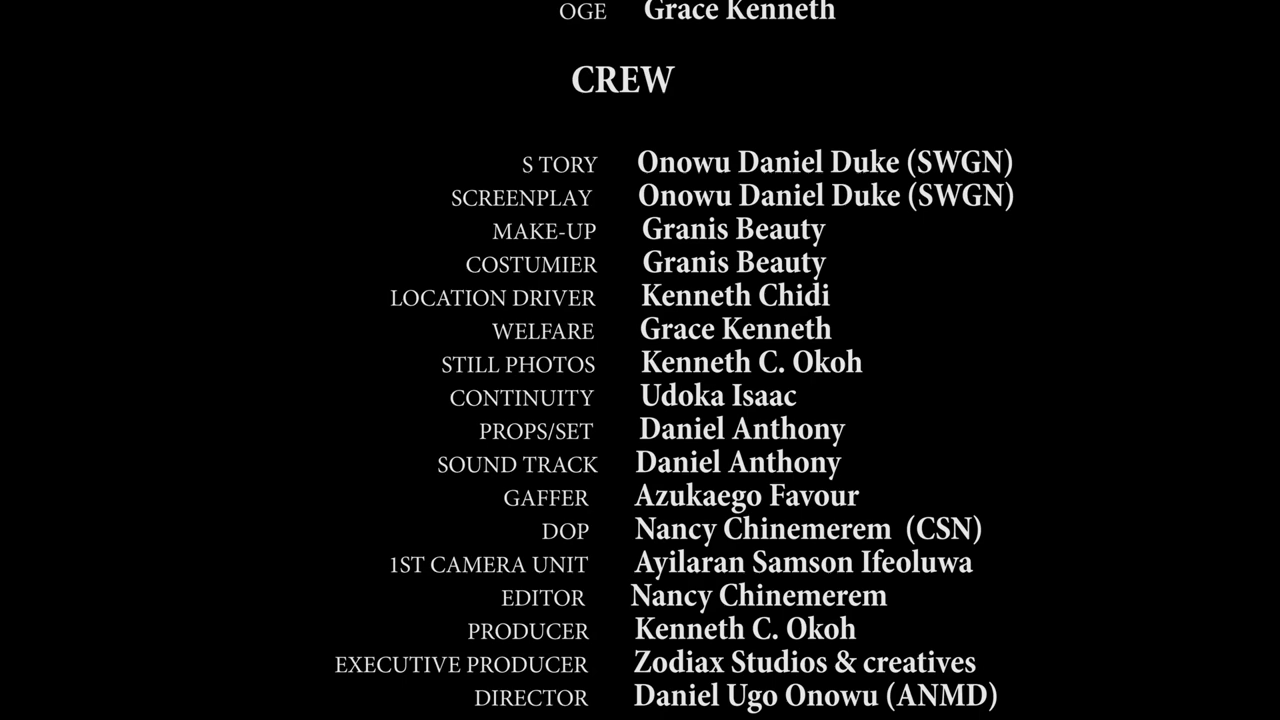 OGE Grace Kenneth
CREW
S TORY Onowu Daniel Duke (SWGN)
SCREENPLAY Onowu Daniel Duke (SWGN)
MAKE-UP Granis Beauty
COSTUMIER Granis Beauty
LOCATION DRIVER Kenneth Chidi
WELFARE Grace Kenneth
STILL PHOTOS Kenneth C. Okoh
CONTINUITY Udoka Isaac
PROPS/SET Daniel Anthony
SOUND TRACK Daniel Anthony
GAFFER Azukaego Favour
DOP Nancy Chinemerem (CSN)
1ST CAMERA UNIT Ayilaran Samson Ifeoluwa
EDITOR Nancy Chinemerem
PRODUCER Kenneth C. Okoh
EXECUTIVE PRODUCER Zodiax Studios & creatives
DIRECTOR Daniel Ugo Onowu (ANMD)